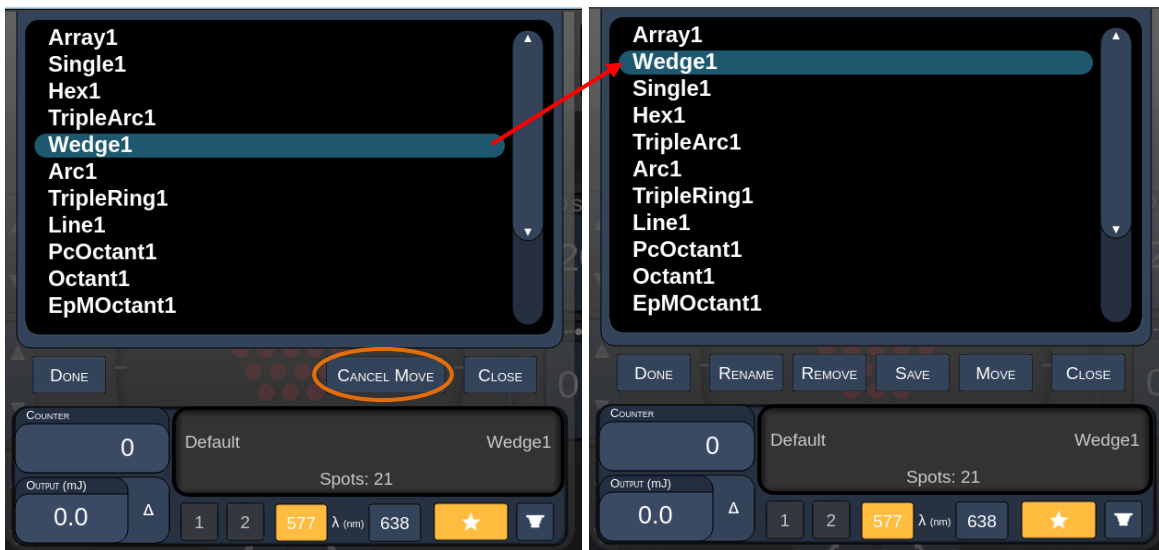 Array1
Single1
Hex1
TripleArc1
Wedge1
Arc1
TripleRing1
Line1
PcOctant1
Octant1
EpMOctant1
DONE CANCEL MOVE CLOSE
COUNTER
0
Default Wedge1
Spots: 21
OUTPUT (mJ)
0.0 Δ
1 2 577 λ (nm) 638
Array1
Wedge1
Single1
Hex1
TripleArc1
Arc1
TripleRing1
Line1
PcOctant1
Octant1
EpMOctant1
DONE RENAME REMOVE SAVE MOVE CLOSE
COUNTER
0
Default Wedge1
Spots: 21
OUTPUT (mJ)
0.0 Δ
1 2 577 λ (nm) 638